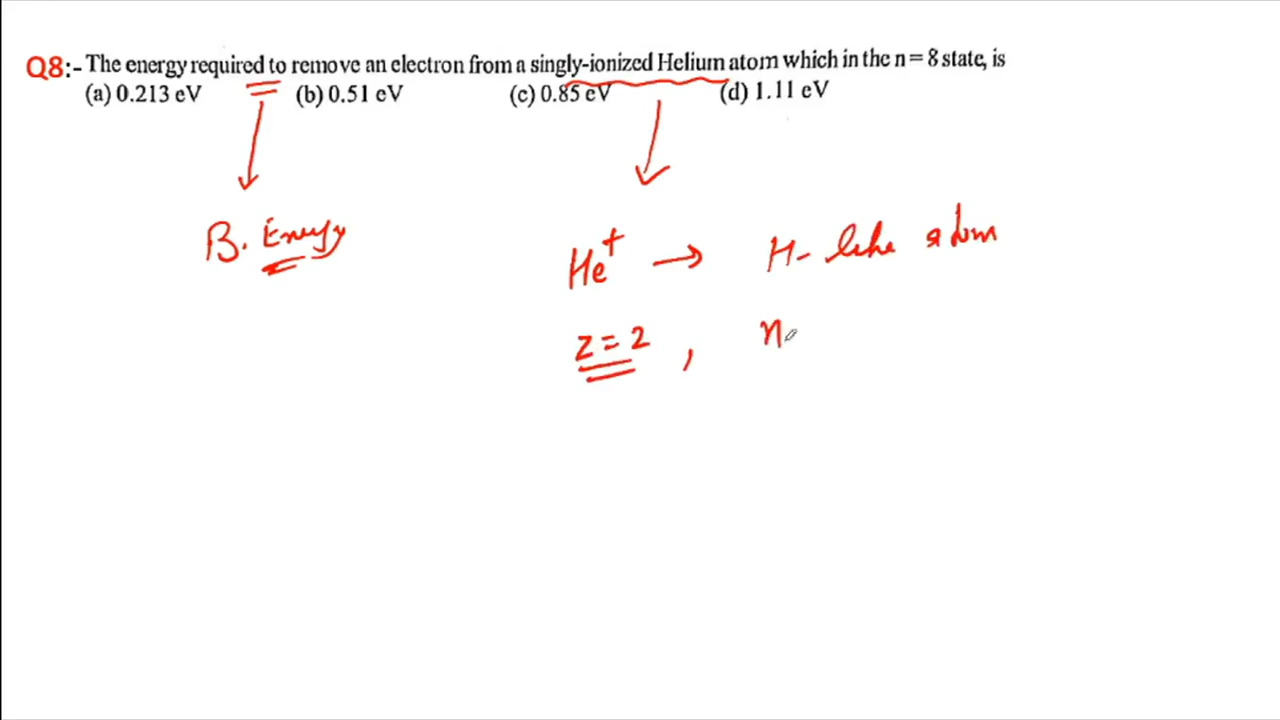 Q8:- The energy required to remove an electron from a singly-ionized Helium atom which in the n = 8 state, is
(a) 0.213 eV (b) 0.51 eV (c) 0.85 eV (d) 1.11 eV
B. Energy
He⁺ → H- like atom
z = 2 , n